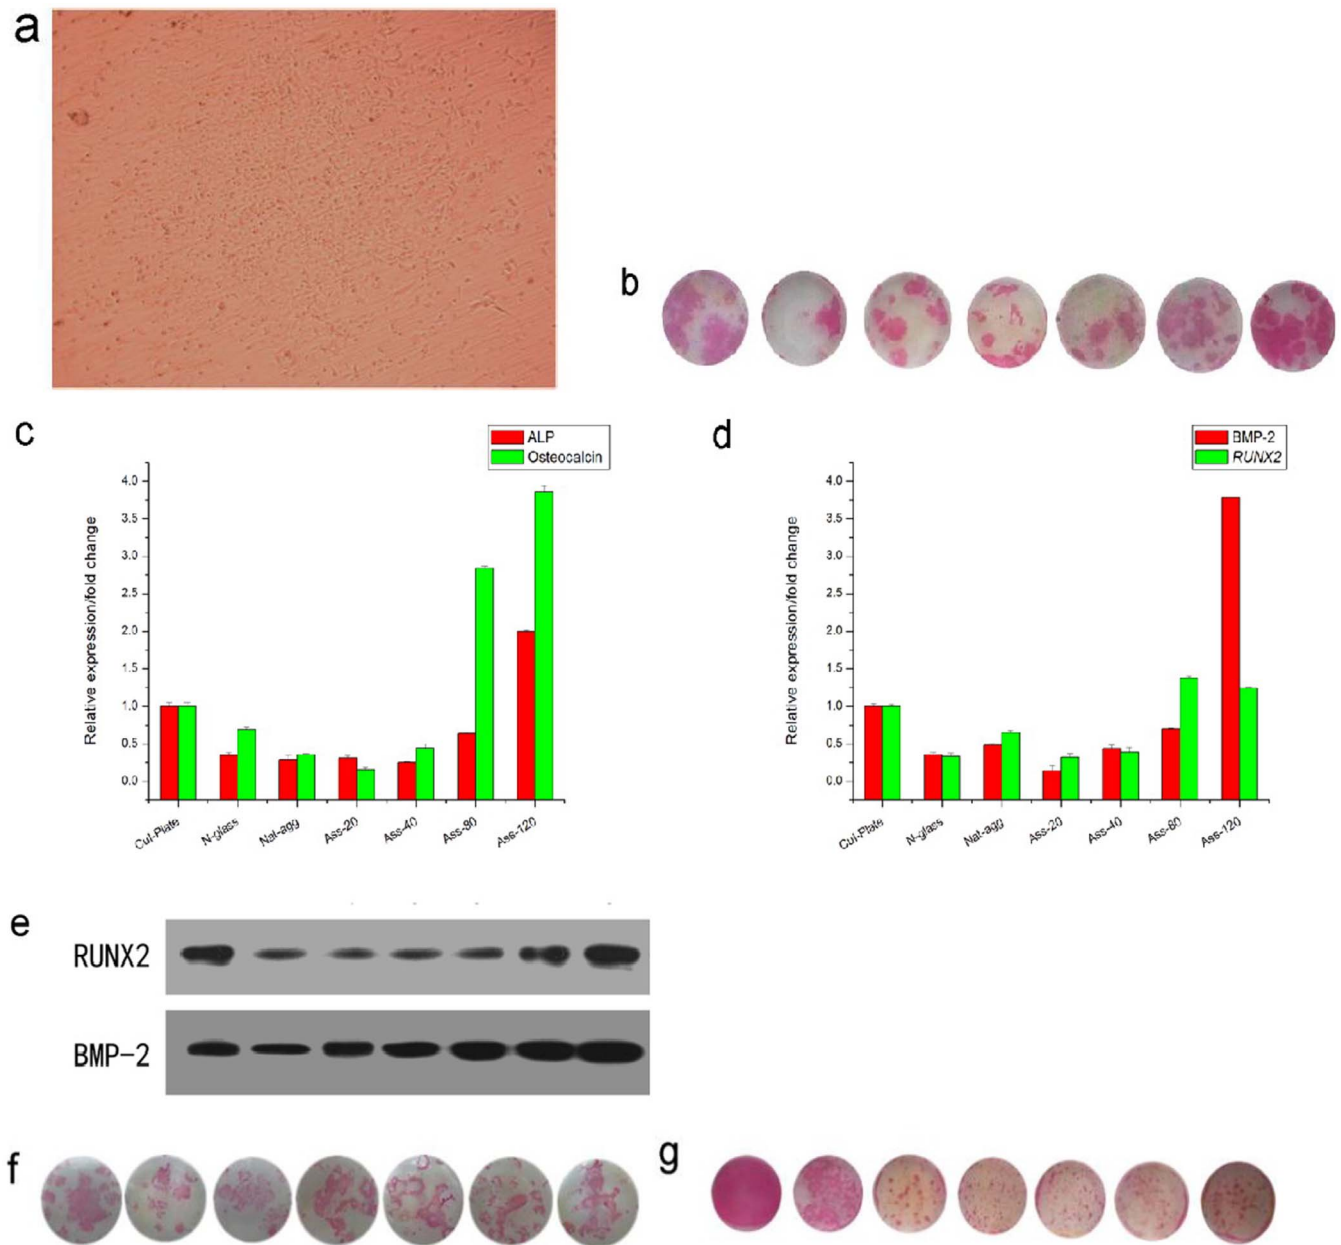 a
b
c
ALP
Osteocalcin
Relative expression/fold change
4.0
3.5
3.0
2.5
2.0
1.5
1.0
0.5
0.0
Cul-Plate
N-glass
Nat-agg
Ass-20
Ass-40
Ass-80
Ass-120
d
BMP-2
RUNX2
Relative expression/fold change
4.0
3.5
3.0
2.5
2.0
1.5
1.0
0.5
0.0
Cul-Plate
N-glass
Nat-agg
Ass-20
Ass-40
Ass-80
Ass-120
e
RUNX2
BMP-2
f
g